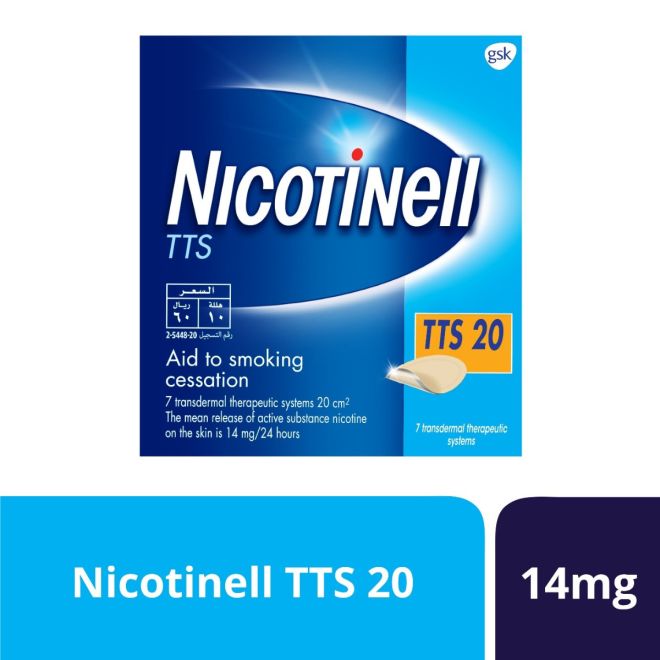 gsk
NICOTINELL
TTS
السعر
ريال هللة
٦٠ ١٠
رقم التسجيل 20-5448-2
Aid to smoking
cessation
7 transdermal therapeutic systems 20 cm²
The mean release of active substance nicotine
on the skin is 14 mg/24 hours
TTS 20
7 transdermal therapeutic
systems
Nicotinell TTS 20
14mg